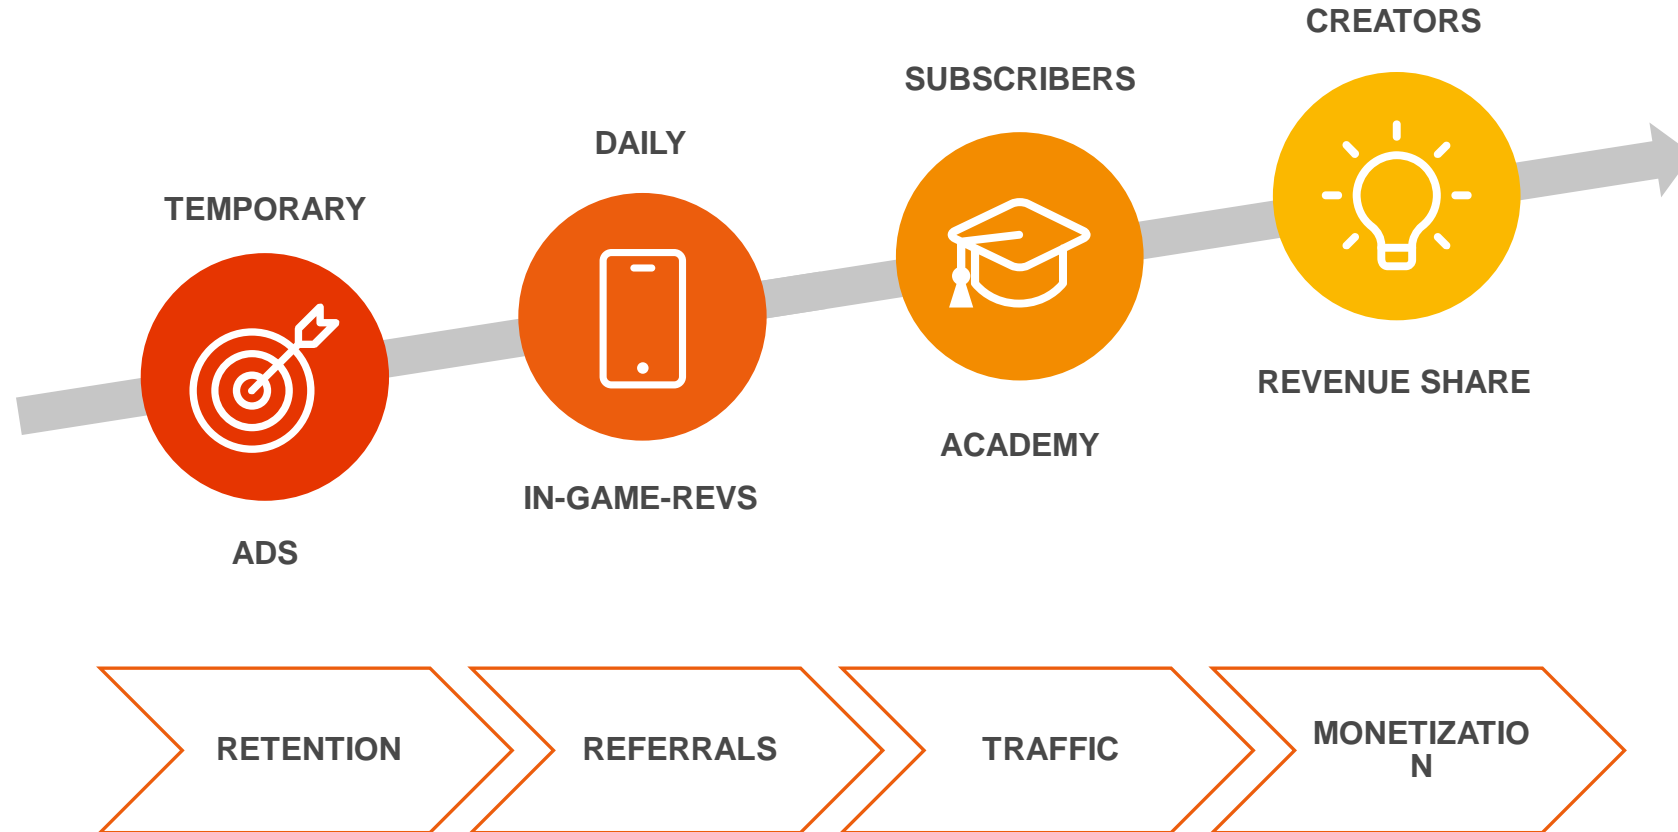 TEMPORARY
ADS
DAILY
IN-GAME-REVS
SUBSCRIBERS
ACADEMY
CREATORS
REVENUE SHARE
RETENTION
REFERRALS
TRAFFIC
MONETIZATIO
N